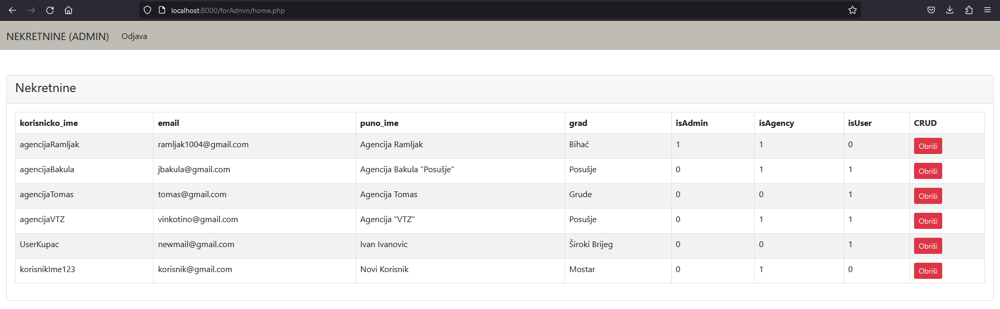 localhost:8000/forAdmin/home.php
NEKRETNINE (ADMIN) Odjava
Nekretnine
korisnicko_ime email puno_ime grad isAdmin isAgency isUser CRUD
agencijaRamljak ramljak1004@gmail.com Agencija Ramljak Bihać 1 1 0 Obriši
agencijaBakula jbakula@gmail.com Agencija Bakula "Posušje" Posušje 0 1 1 Obriši
agencijaTomas tomas@gmail.com Agencija Tomas Grude 0 0 1 Obriši
agencijaVTZ vinkotino@gmail.com Agencija "VTZ" Posušje 0 1 1 Obriši
UserKupac newmail@gmail.com Ivan Ivanovic Široki Brijeg 0 0 1 Obriši
korisnikIme123 korisnik@gmail.com Novi Korisnik Mostar 0 1 0 Obriši